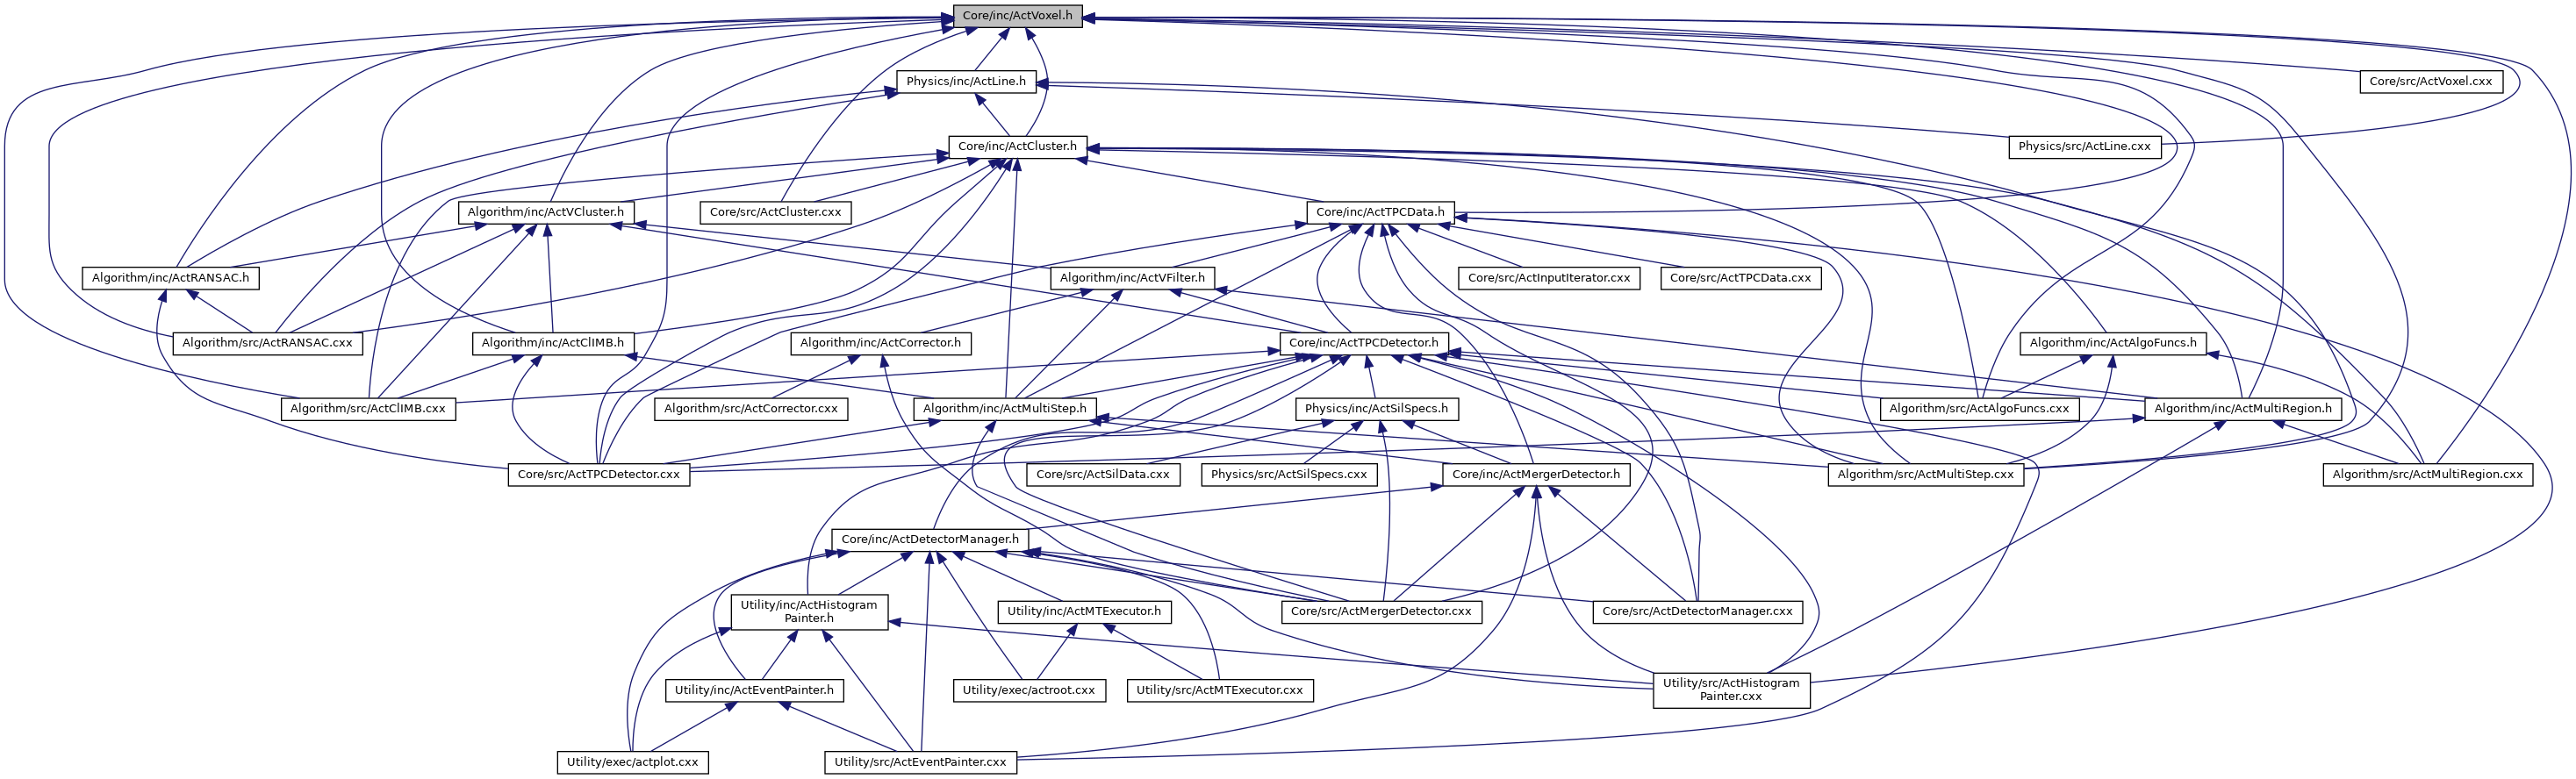 Core/inc/ActVoxel.h
Physics/inc/ActLine.h
Core/src/ActVoxel.cxx
Core/inc/ActCluster.h
Physics/src/ActLine.cxx
Algorithm/inc/ActVCluster.h
Core/src/ActCluster.cxx
Core/inc/ActTPCData.h
Algorithm/inc/ActRANSAC.h
Algorithm/inc/ActVFilter.h
Core/src/ActInputIterator.cxx
Core/src/ActTPCData.cxx
Algorithm/src/ActRANSAC.cxx
Algorithm/inc/ActClIMB.h
Algorithm/inc/ActCorrector.h
Core/inc/ActTPCDetector.h
Algorithm/inc/ActAlgoFuncs.h
Algorithm/src/ActClIMB.cxx
Algorithm/src/ActCorrector.cxx
Algorithm/inc/ActMultiStep.h
Physics/inc/ActSilSpecs.h
Algorithm/src/ActAlgoFuncs.cxx
Algorithm/inc/ActMultiRegion.h
Core/src/ActTPCDetector.cxx
Core/src/ActSilData.cxx
Physics/src/ActSilSpecs.cxx
Core/inc/ActMergerDetector.h
Algorithm/src/ActMultiStep.cxx
Algorithm/src/ActMultiRegion.cxx
Core/inc/ActDetectorManager.h
Utility/inc/ActHistogram
Painter.h
Utility/inc/ActMTExecutor.h
Core/src/ActMergerDetector.cxx
Core/src/ActDetectorManager.cxx
Utility/inc/ActEventPainter.h
Utility/exec/actroot.cxx
Utility/src/ActMTExecutor.cxx
Utility/src/ActHistogram
Painter.cxx
Utility/exec/actplot.cxx
Utility/src/ActEventPainter.cxx